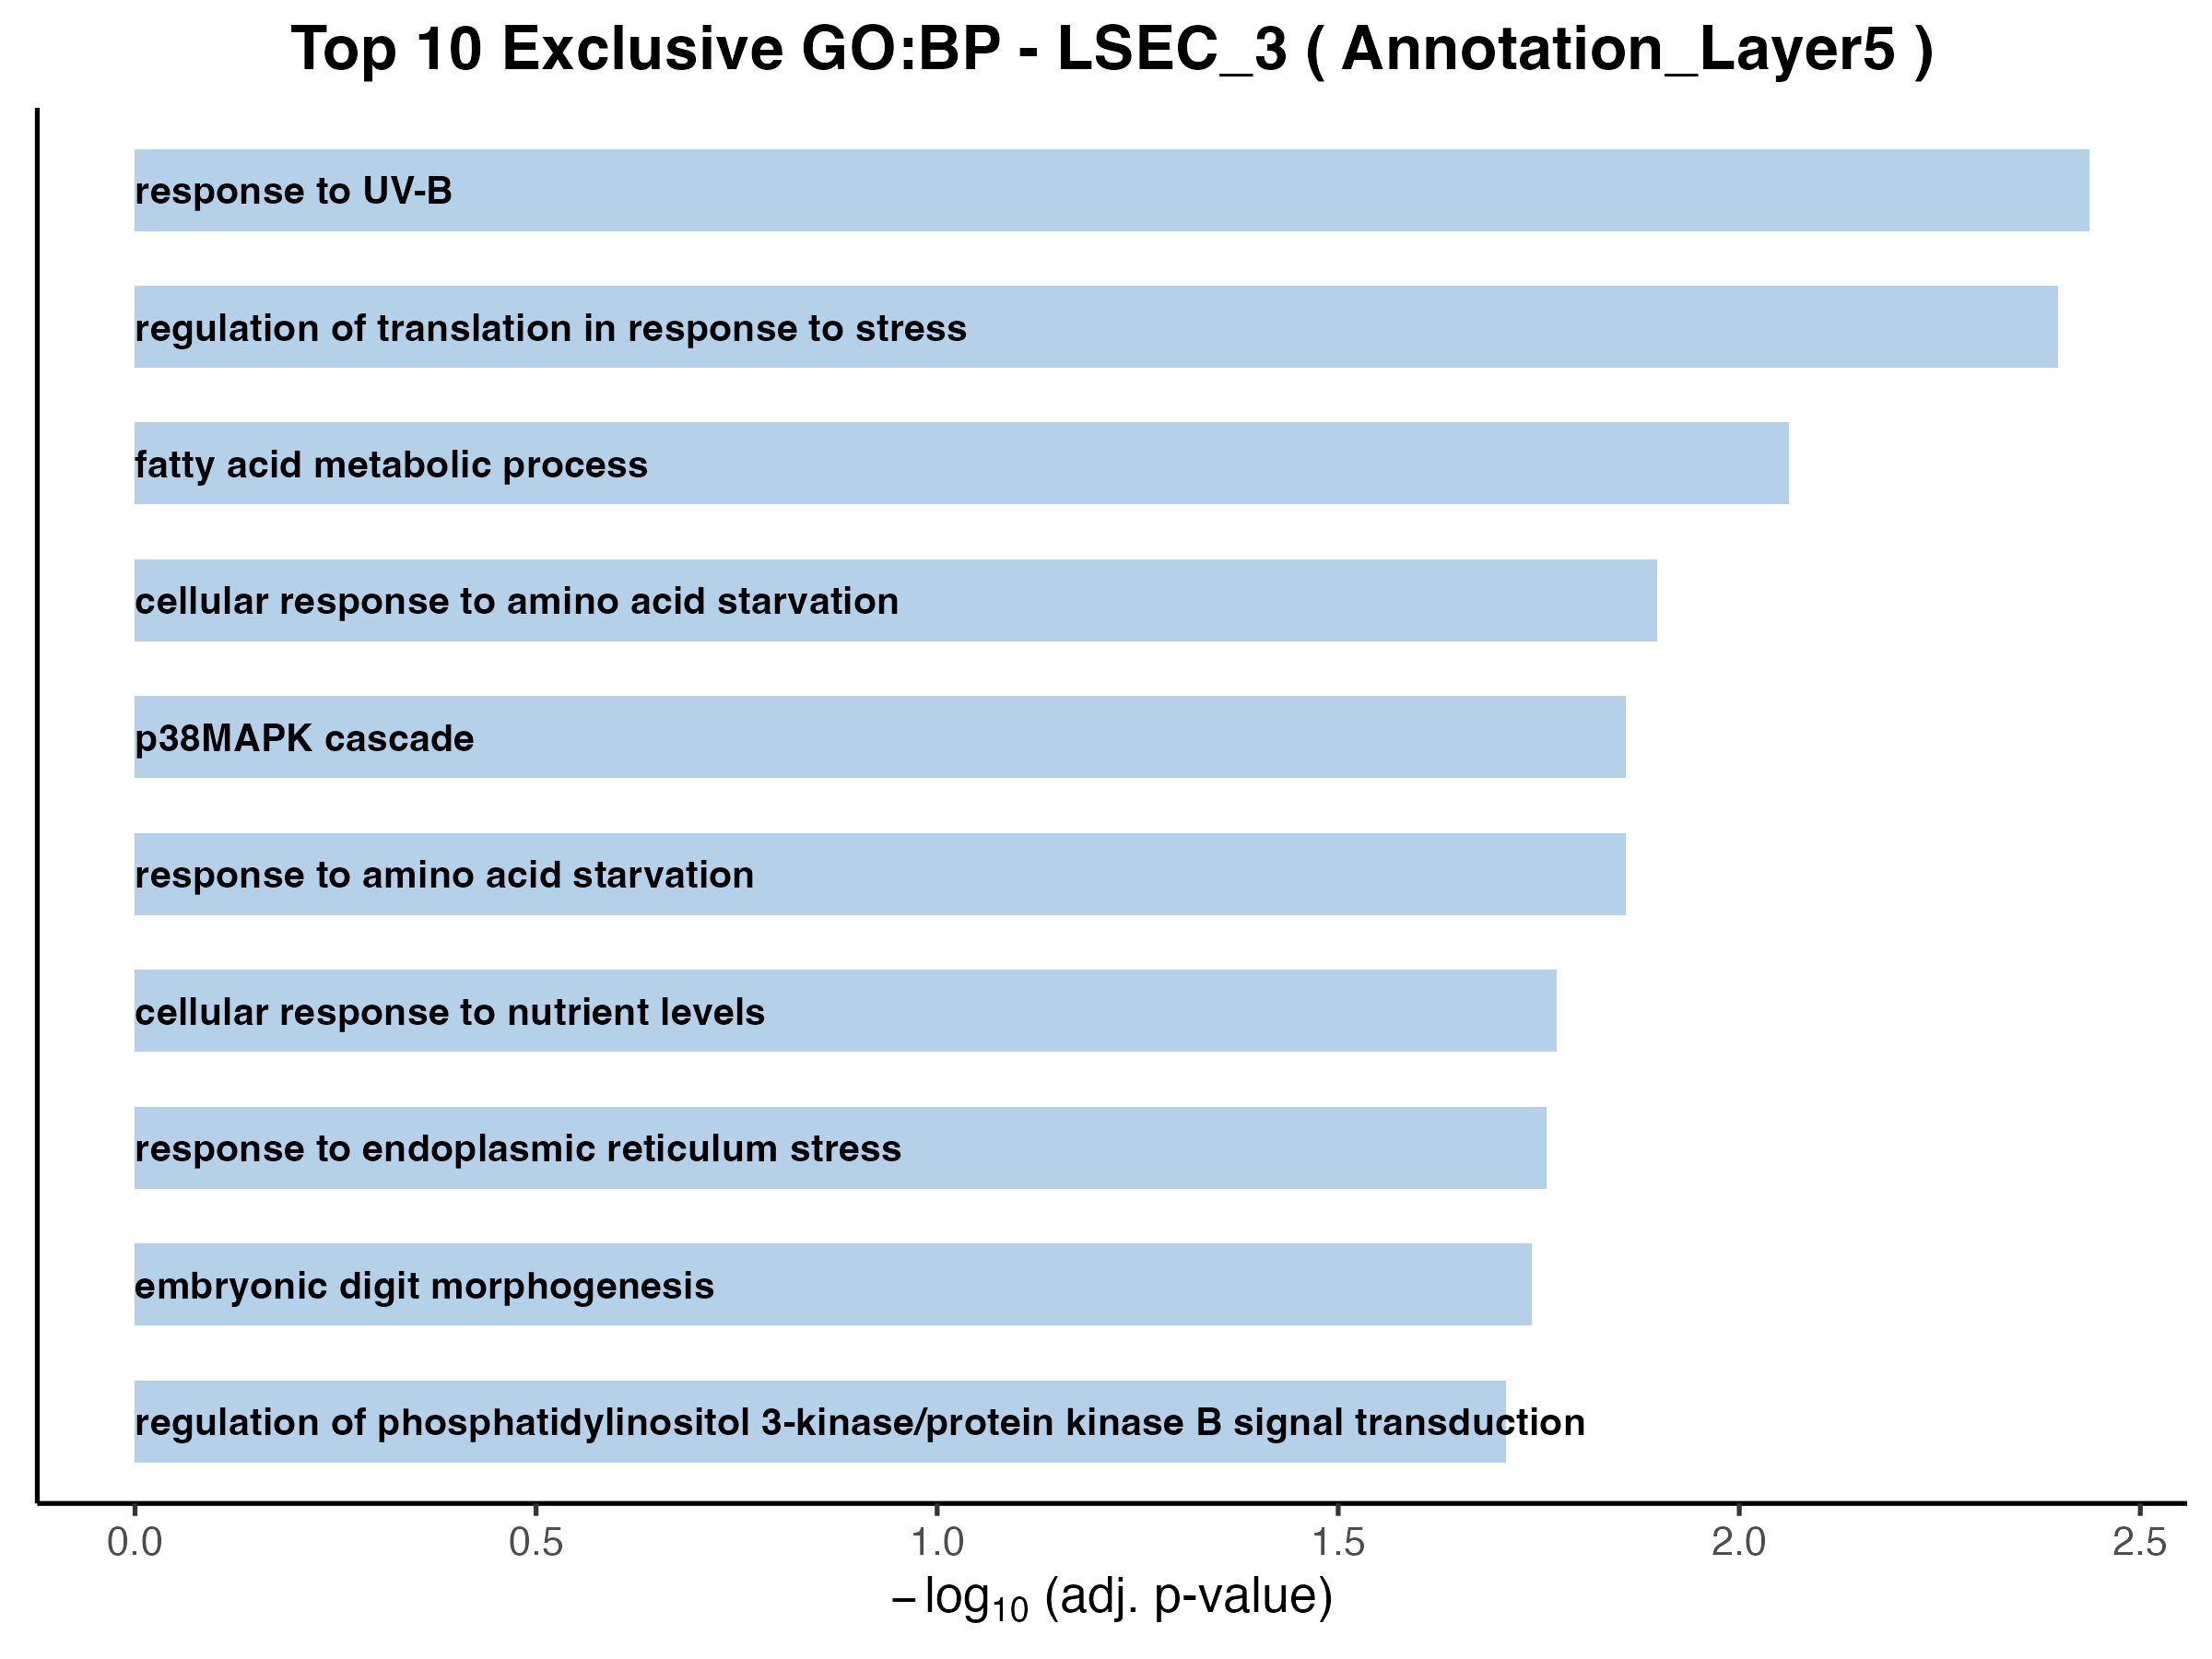 Top 10 Exclusive GO:BP - LSEC_3 ( Annotation_Layer5 )
response to UV-B
regulation of translation in response to stress
fatty acid metabolic process
cellular response to amino acid starvation
p38MAPK cascade
response to amino acid starvation
cellular response to nutrient levels
response to endoplasmic reticulum stress
embryonic digit morphogenesis
regulation of phosphatidylinositol 3-kinase/protein kinase B signal transduction
0.0 0.5 1.0 1.5 2.0 2.5
−log₁₀ (adj. p-value)